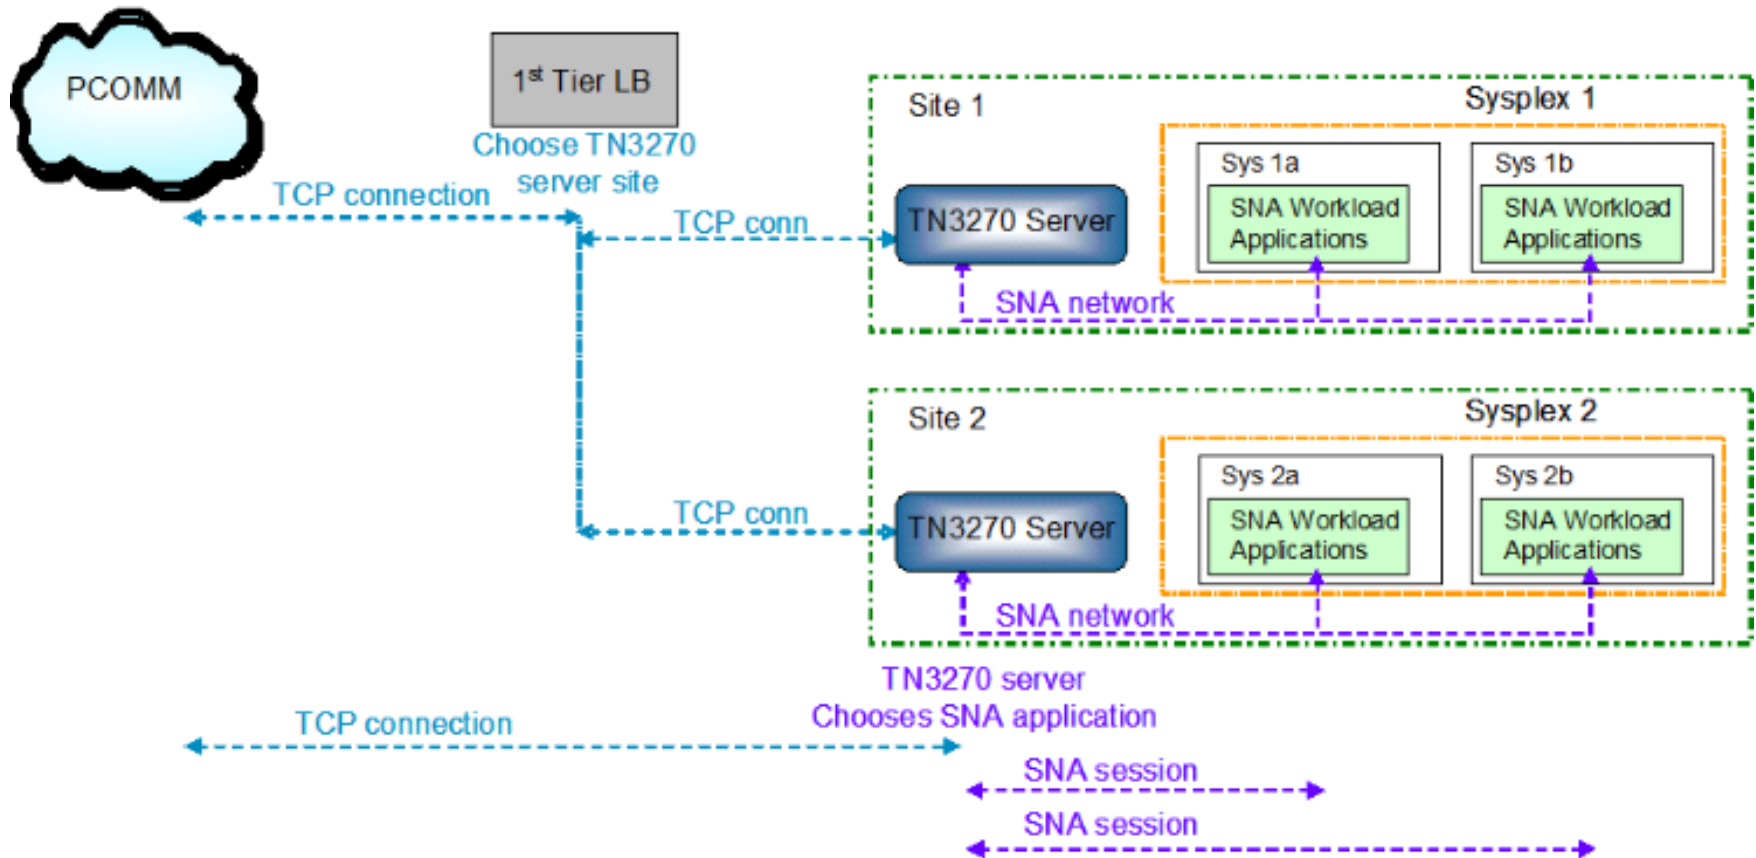 PCOMM
1st Tier LB
Choose TN3270
server site
TCP connection
TCP conn
Site 1
Sysplex 1
TN3270 Server
Sys 1a
SNA Workload
Applications
Sys 1b
SNA Workload
Applications
SNA network
Site 2
Sysplex 2
TCP conn
TN3270 Server
Sys 2a
SNA Workload
Applications
Sys 2b
SNA Workload
Applications
SNA network
TN3270 server
Chooses SNA application
TCP connection
SNA session
SNA session